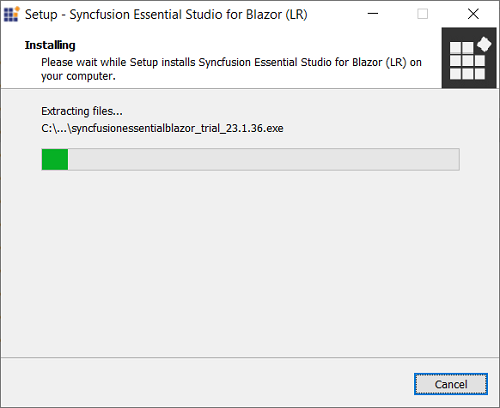 Setup - Syncfusion Essential Studio for Blazor (LR)
Installing
Please wait while Setup installs Syncfusion Essential Studio for Blazor (LR) on
your computer.
Extracting files...
C:\...\syncfusionessentialblazor_trial_23.1.36.exe
Cancel